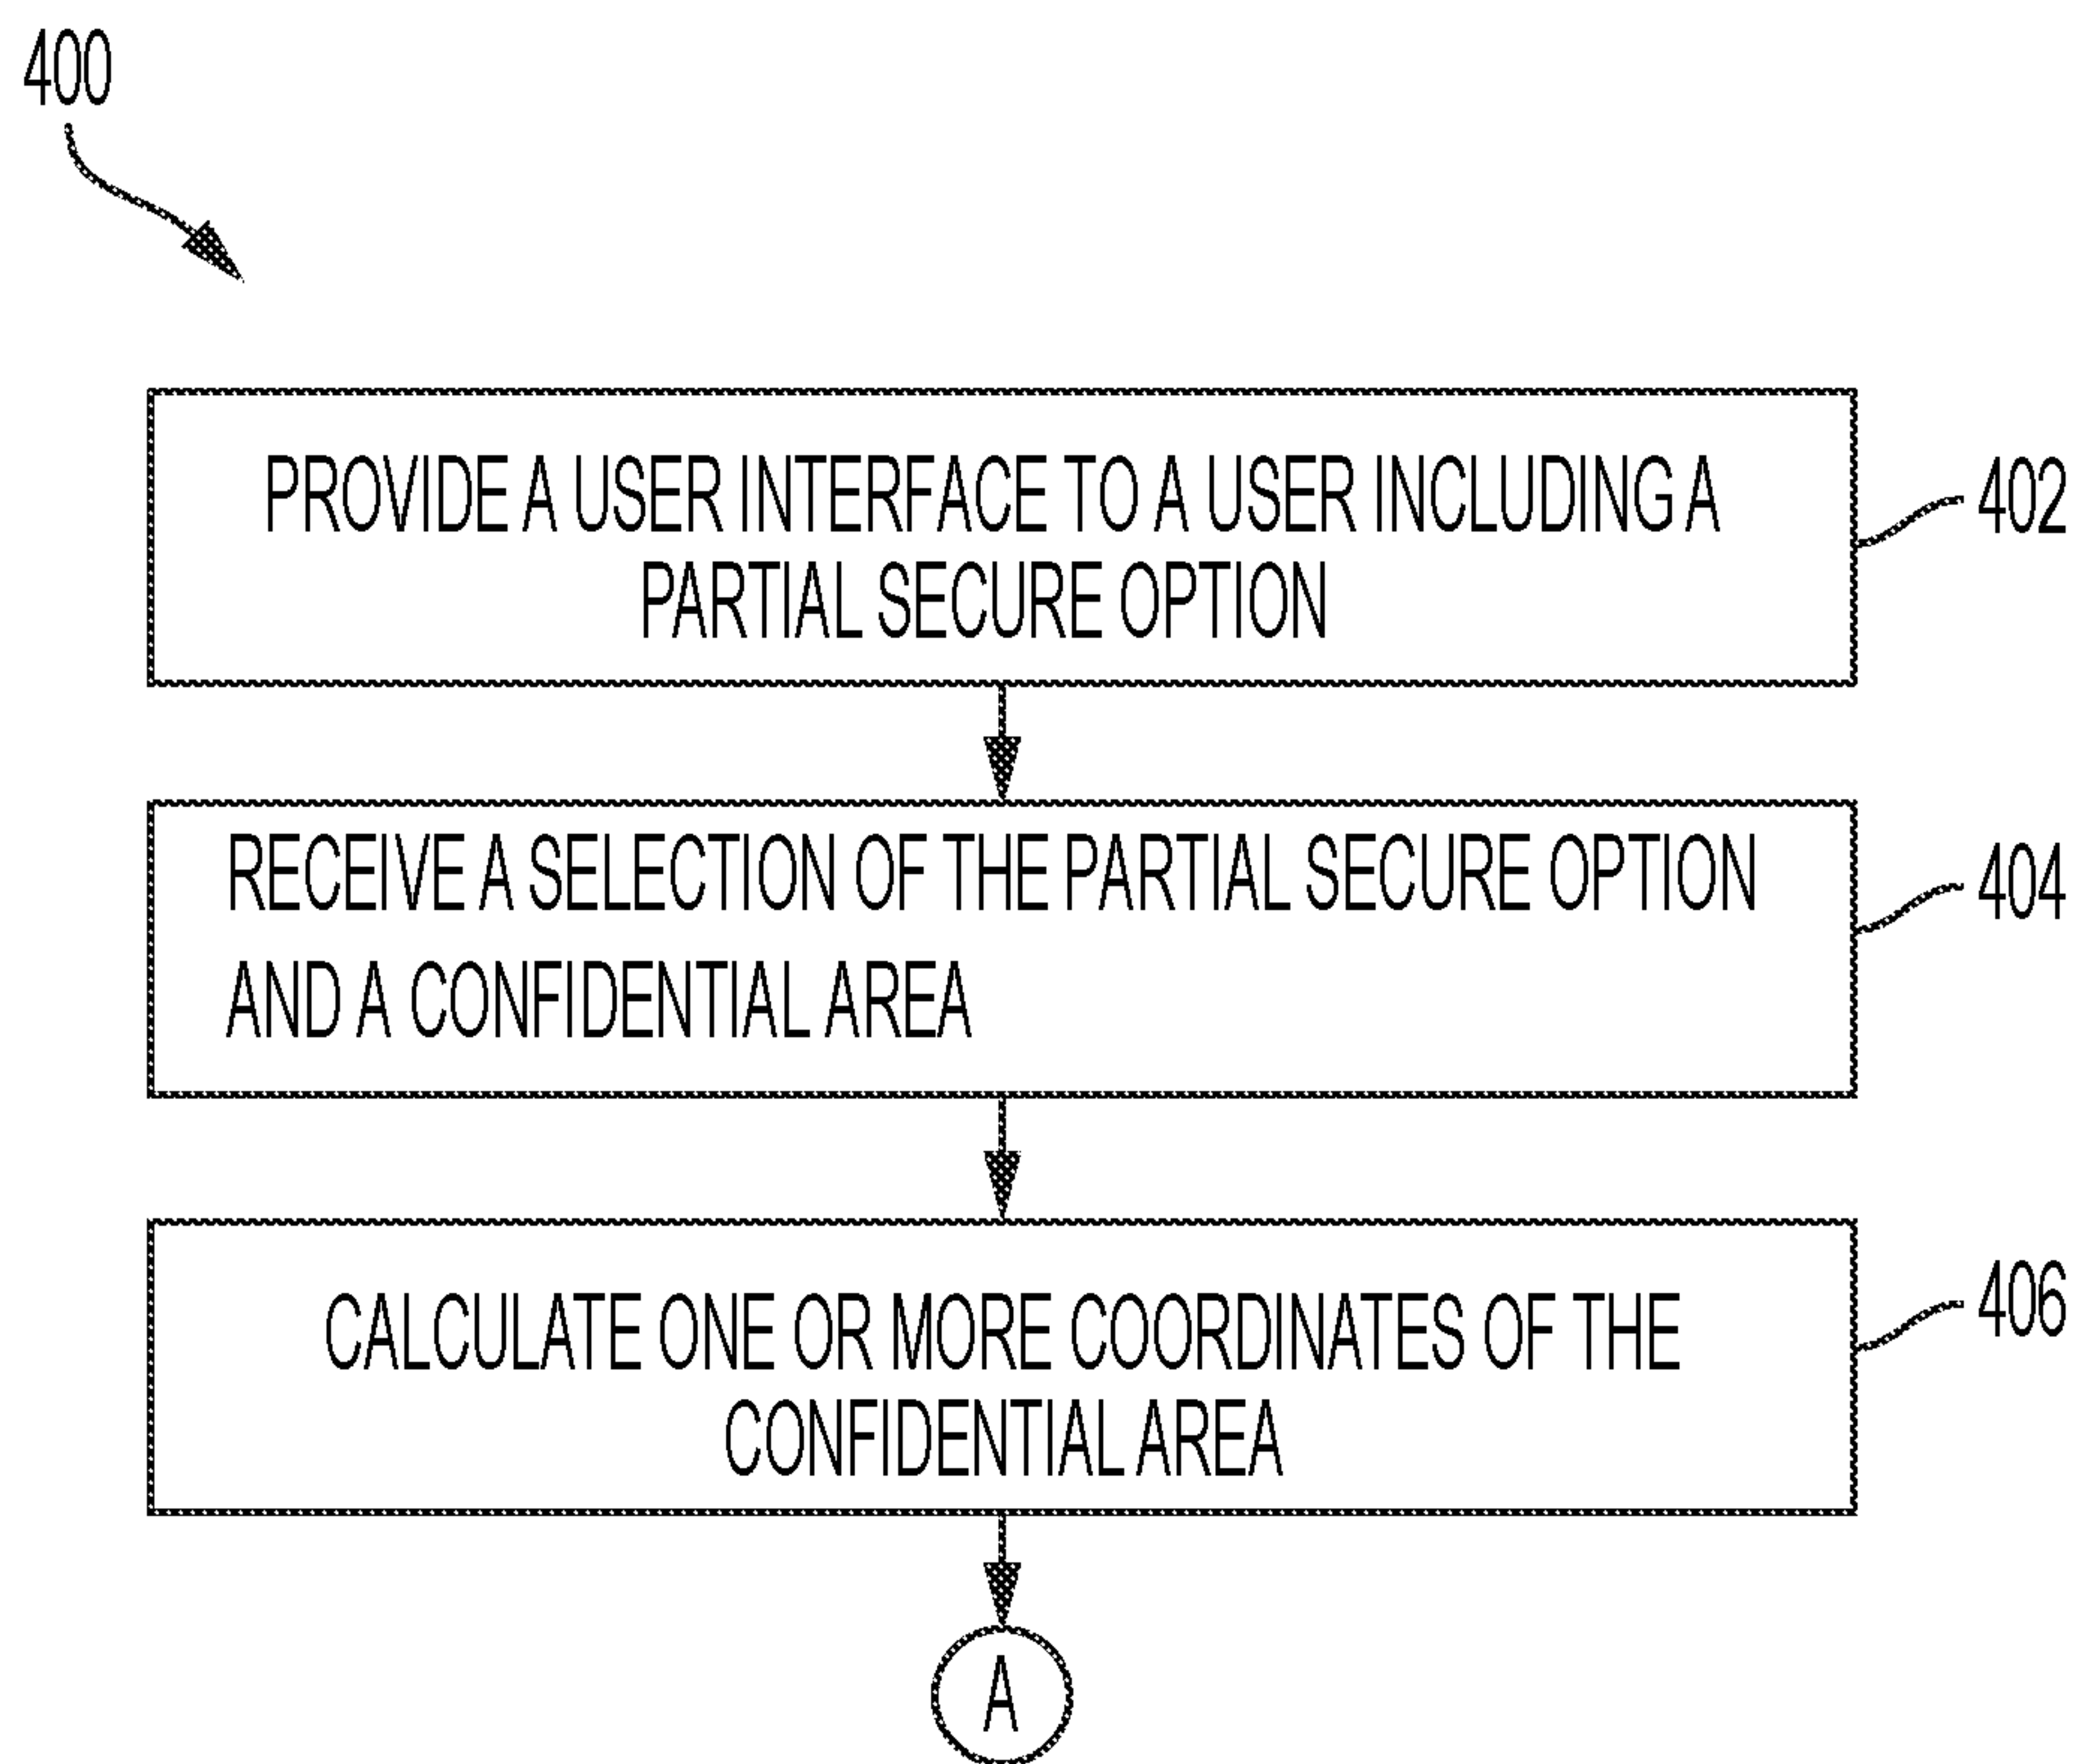 400
PROVIDE A USER INTERFACE TO A USER INCLUDING A
PARTIAL SECURE OPTION
402
RECEIVE A SELECTION OF THE PARTIAL SECURE OPTION
AND A CONFIDENTIAL AREA
404
CALCULATE ONE OR MORE COORDINATES OF THE
CONFIDENTIAL AREA
406
A